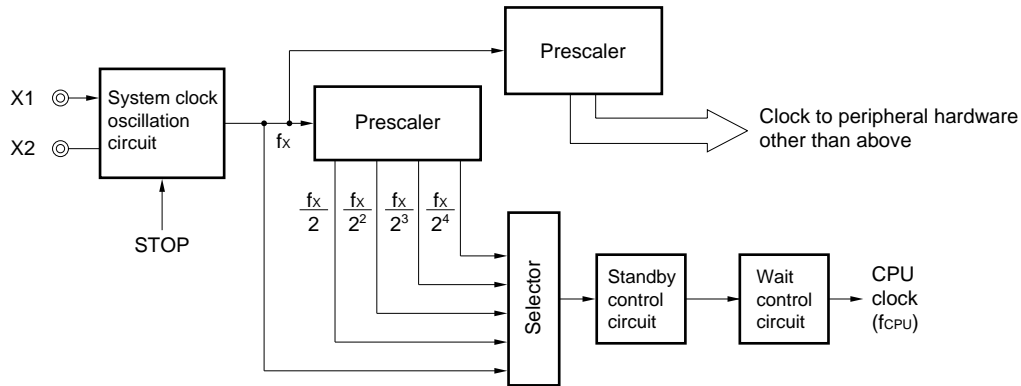 Prescaler
X1
System clock
oscillation
circuit
X2
fX
Prescaler
Clock to peripheral hardware
other than above
STOP
fX
2
fX
2²
fX
2³
fX
2⁴
Selector
Standby
control
circuit
Wait
control
circuit
CPU
clock
(fCPU)